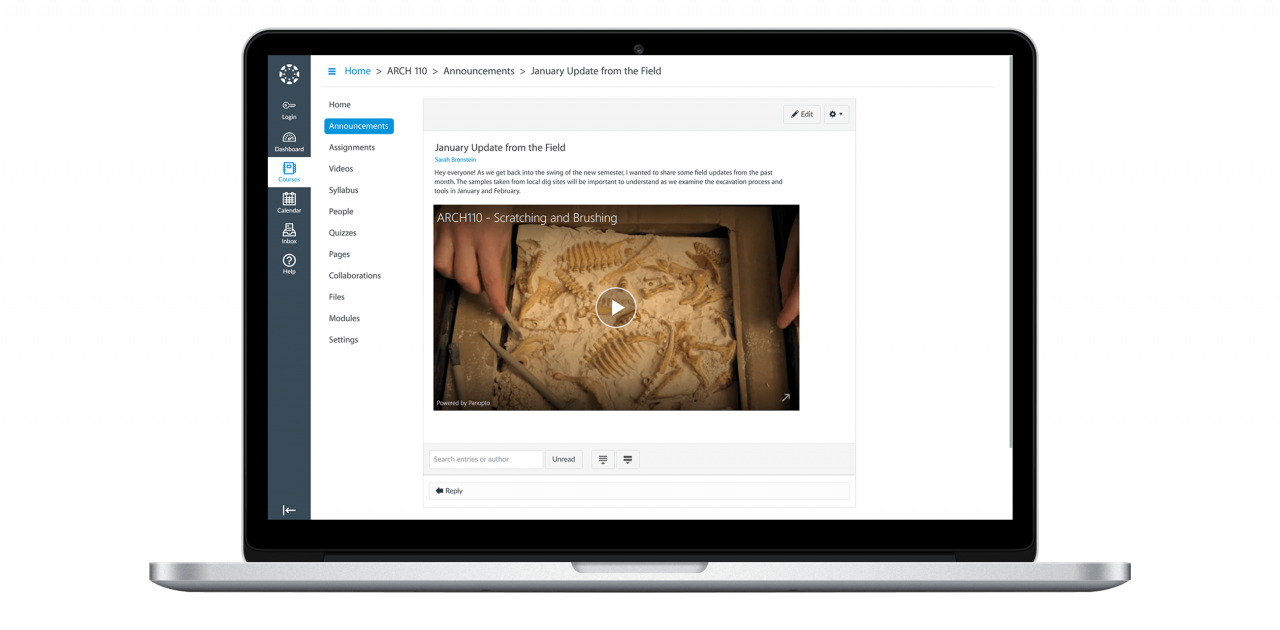 Home > ARCH 110 > Announcements > January Update from the Field
Login
Dashboard
Courses
Calendar
Inbox
Help
Home
Announcements
Assignments
Videos
Syllabus
People
Quizzes
Pages
Collaborations
Files
Modules
Settings
Edit
January Update from the Field
Sarah Bronstein
Hey everyone! As we get back into the swing of the new semester, I wanted to share some field updates from the past
month. The samples taken from local dig sites will be important to understand as we examine the excavation process and
tools in January and February.
ARCH110 - Scratching and Brushing
Powered by Panopto
Search entries or author
Unread
Reply